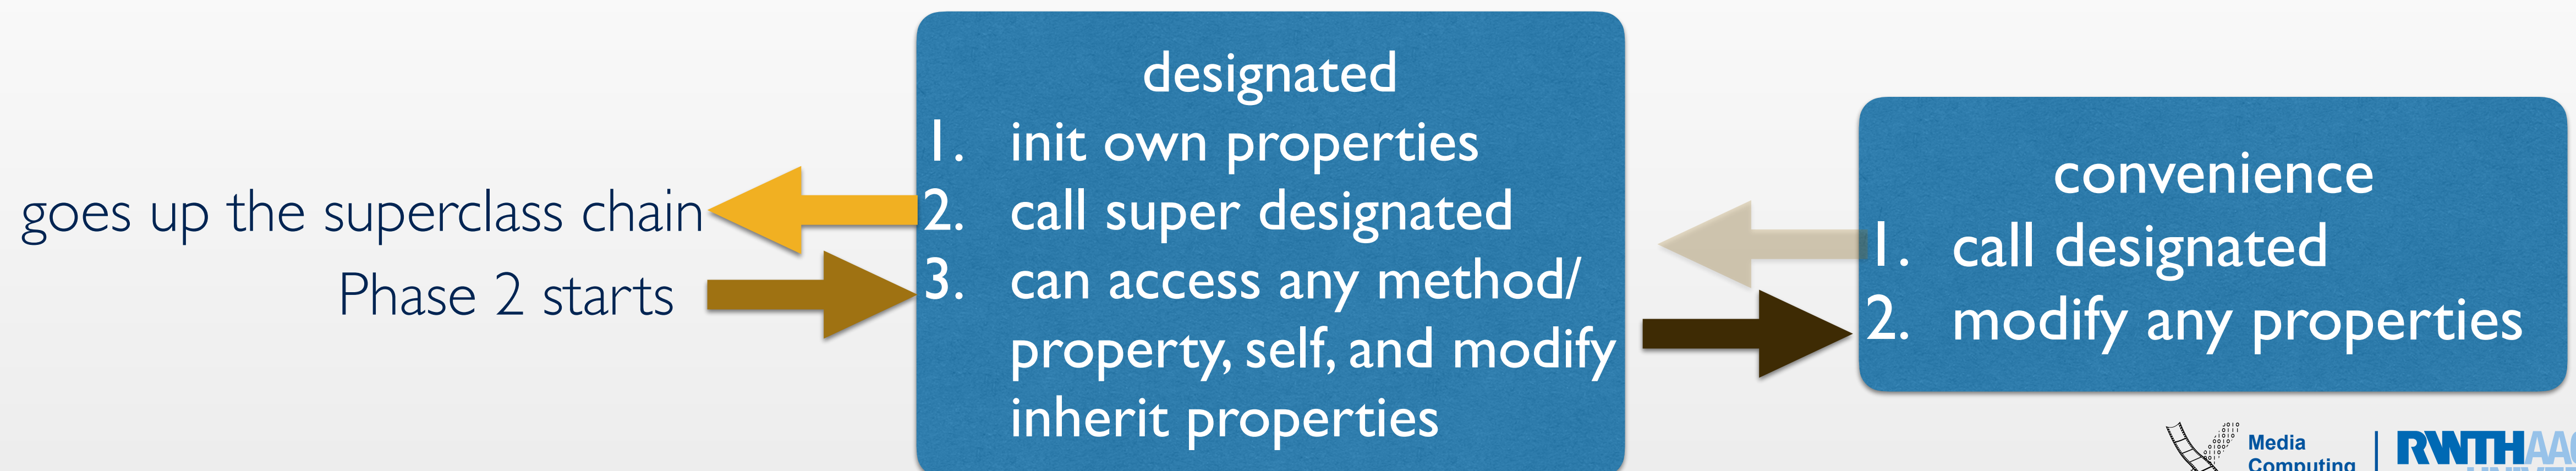 goes up the superclass chain
Phase 2 starts
designated
1. init own properties
2. call super designated
3. can access any method/
property, self, and modify
inherit properties
convenience
1. call designated
2. modify any properties
Media
Computing
RWTH